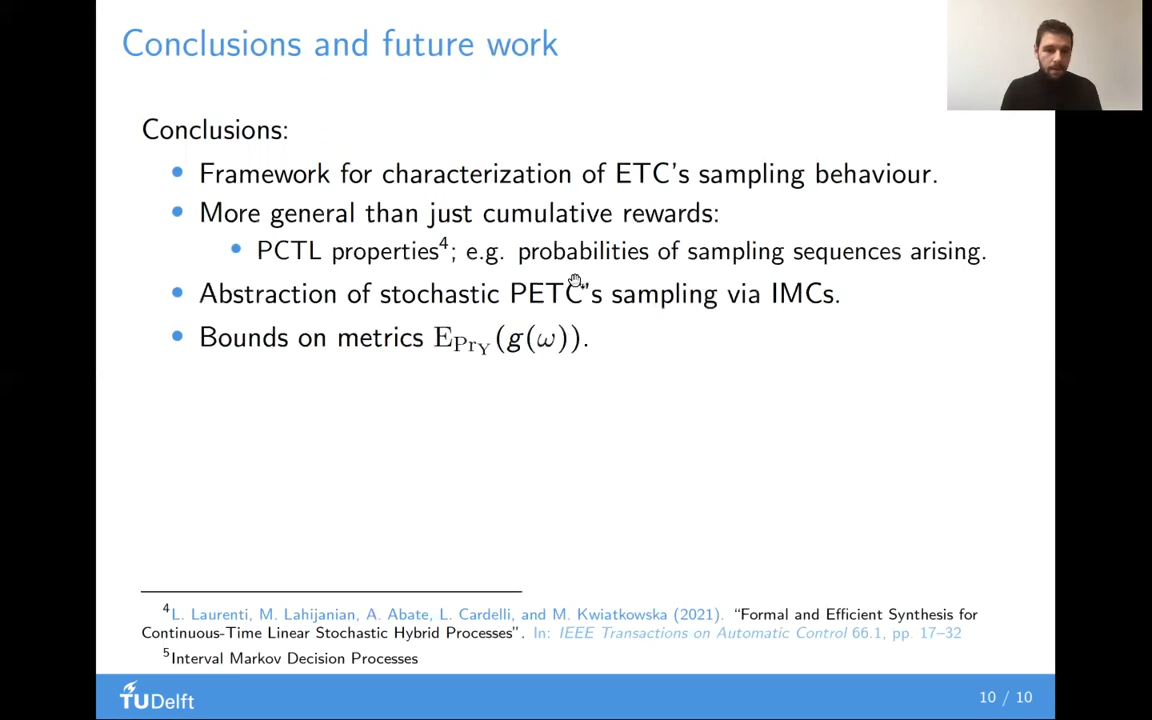 Conclusions and future work
Conclusions:
• Framework for characterization of ETC's sampling behaviour.
• More general than just cumulative rewards:
• PCTL properties⁴; e.g. probabilities of sampling sequences arising.
• Abstraction of stochastic PETC's sampling via IMCs.
• Bounds on metrics E_{Pr_Y}(g(ω)).
⁴L. Laurenti, M. Lahijanian, A. Abate, L. Cardelli, and M. Kwiatkowska (2021). “Formal and Efficient Synthesis for
Continuous-Time Linear Stochastic Hybrid Processes”. In: IEEE Transactions on Automatic Control 66.1, pp. 17–32
⁵Interval Markov Decision Processes
TU Delft
10 / 10